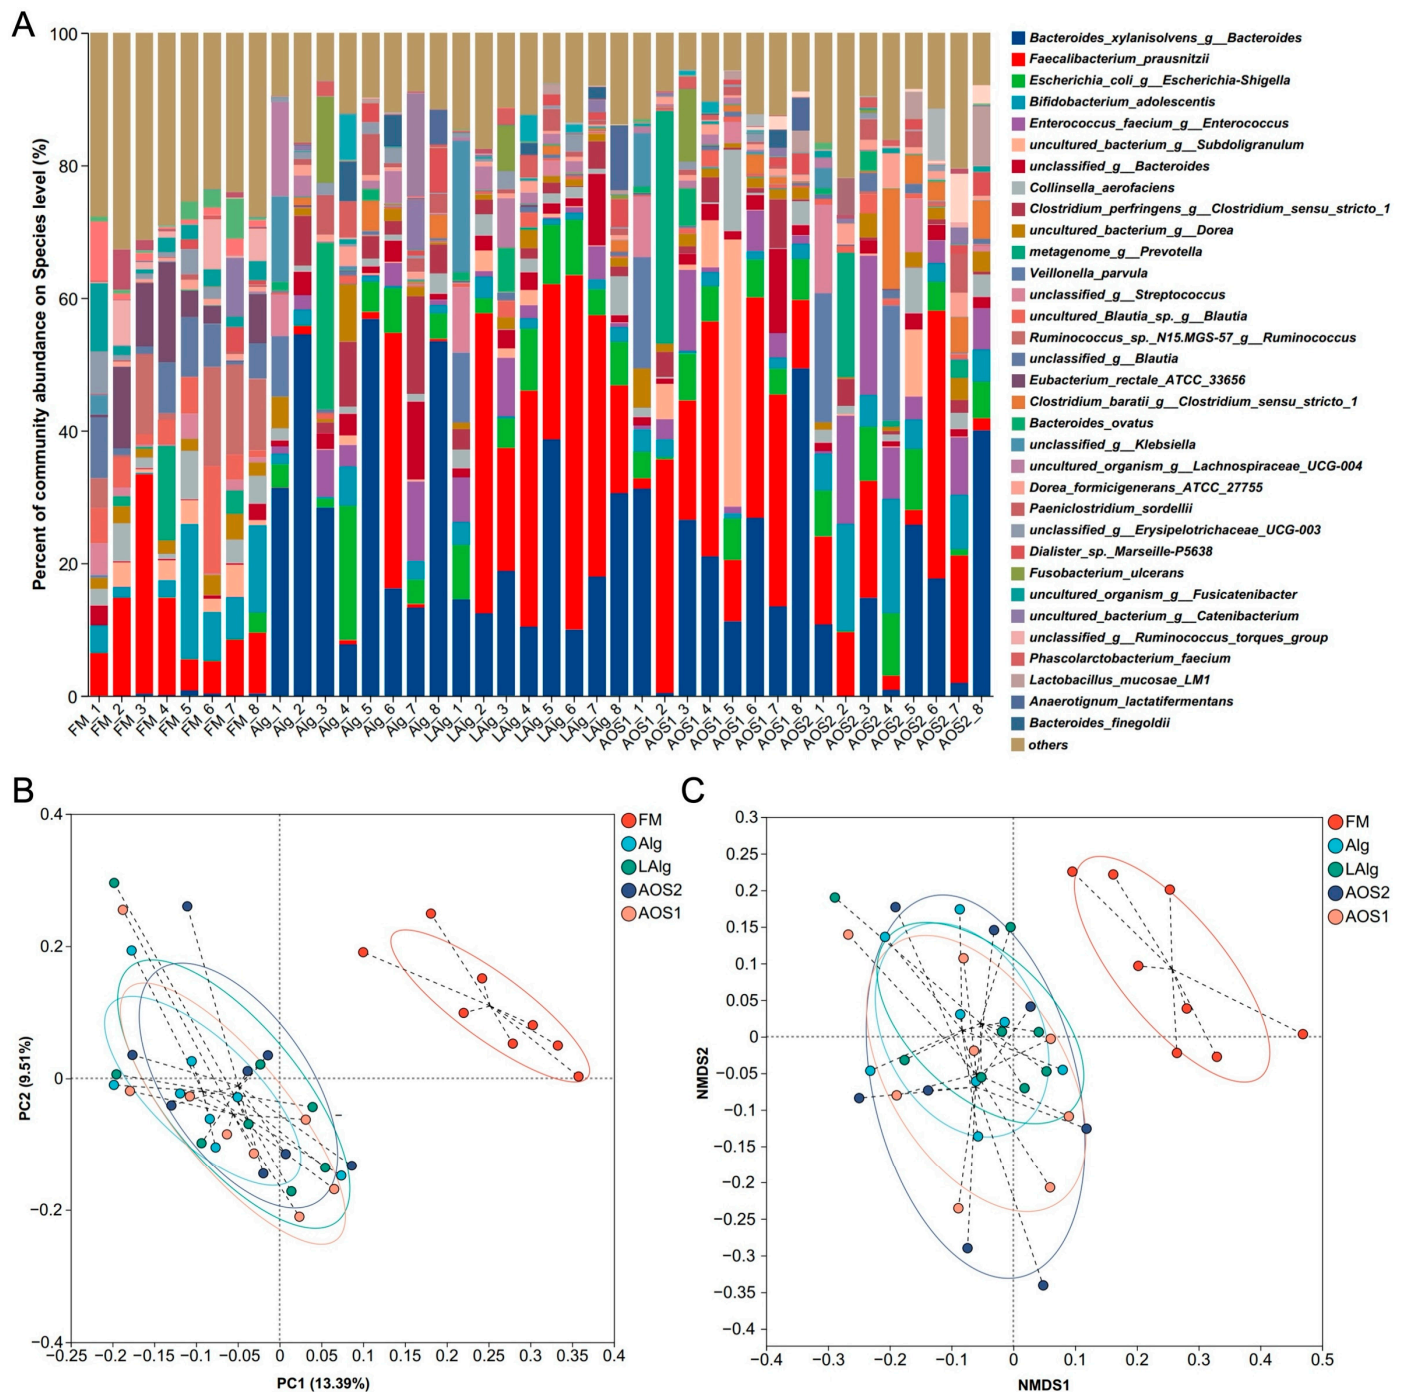 A
Percent of community abundance on Species level (%)
100
80
60
40
20
0
FM_1
FM_2
FM_3
FM_4
FM_5
FM_6
FM_7
FM_8
Alg_1
Alg_2
Alg_3
Alg_4
Alg_5
Alg_6
Alg_7
Alg_8
LAlg_1
LAlg_2
LAlg_3
LAlg_4
LAlg_5
LAlg_6
LAlg_7
LAlg_8
AOS1_1
AOS1_2
AOS1_3
AOS1_4
AOS1_5
AOS1_6
AOS1_7
AOS1_8
AOS2_1
AOS2_2
AOS2_3
AOS2_4
AOS2_5
AOS2_6
AOS2_7
AOS2_8
Bacteroides_xylanisolvens_g__Bacteroides
Faecalibacterium_prausnitzii
Escherichia_coli_g__Escherichia-Shigella
Bifidobacterium_adolescentis
Enterococcus_faecium_g__Enterococcus
uncultured_bacterium_g__Subdoligranulum
unclassified_g__Bacteroides
Collinsella_aerofaciens
Clostridium_perfringens_g__Clostridium_sensu_stricto_1
uncultured_bacterium_g__Dorea
metagenome_g__Prevotella
Veillonella_parvula
unclassified_g__Streptococcus
uncultured_Blautia_sp._g__Blautia
Ruminococcus_sp._N15.MGS-57_g__Ruminococcus
unclassified_g__Blautia
Eubacterium_rectale_ATCC_33656
Clostridium_baratii_g__Clostridium_sensu_stricto_1
Bacteroides_ovatus
unclassified_g__Klebsiella
uncultured_organism_g__Lachnospiraceae_UCG-004
Dorea_formicigenerans_ATCC_27755
Paeniclostridium_sordellii
unclassified_g__Erysipelotrichaceae_UCG-003
Dialister_sp._Marseille-P5638
Fusobacterium_ulcerans
uncultured_organism_g__Fusicatenibacter
uncultured_bacterium_g__Catenibacterium
unclassified_g__Ruminococcus_torques_group
Phascolarctobacterium_faecium
Lactobacillus_mucosae_LM1
Anaerotignum_lactatifermentans
Bacteroides_finegoldii
others
B
PC2 (9.51%)
0.4
0.2
0
−0.2
−0.4
−0.25 −0.2 −0.15 −0.1 −0.05 0 0.05 0.1 0.15 0.2 0.25 0.3 0.35 0.4
PC1 (13.39%)
FM
Alg
LAlg
AOS2
AOS1
C
NMDS2
0.3
0.25
0.2
0.15
0.1
0.05
0
−0.05
−0.1
−0.15
−0.2
−0.25
−0.3
−0.35
−0.4
−0.4 −0.3 −0.2 −0.1 0 0.1 0.2 0.3 0.4 0.5
NMDS1
FM
Alg
LAlg
AOS2
AOS1